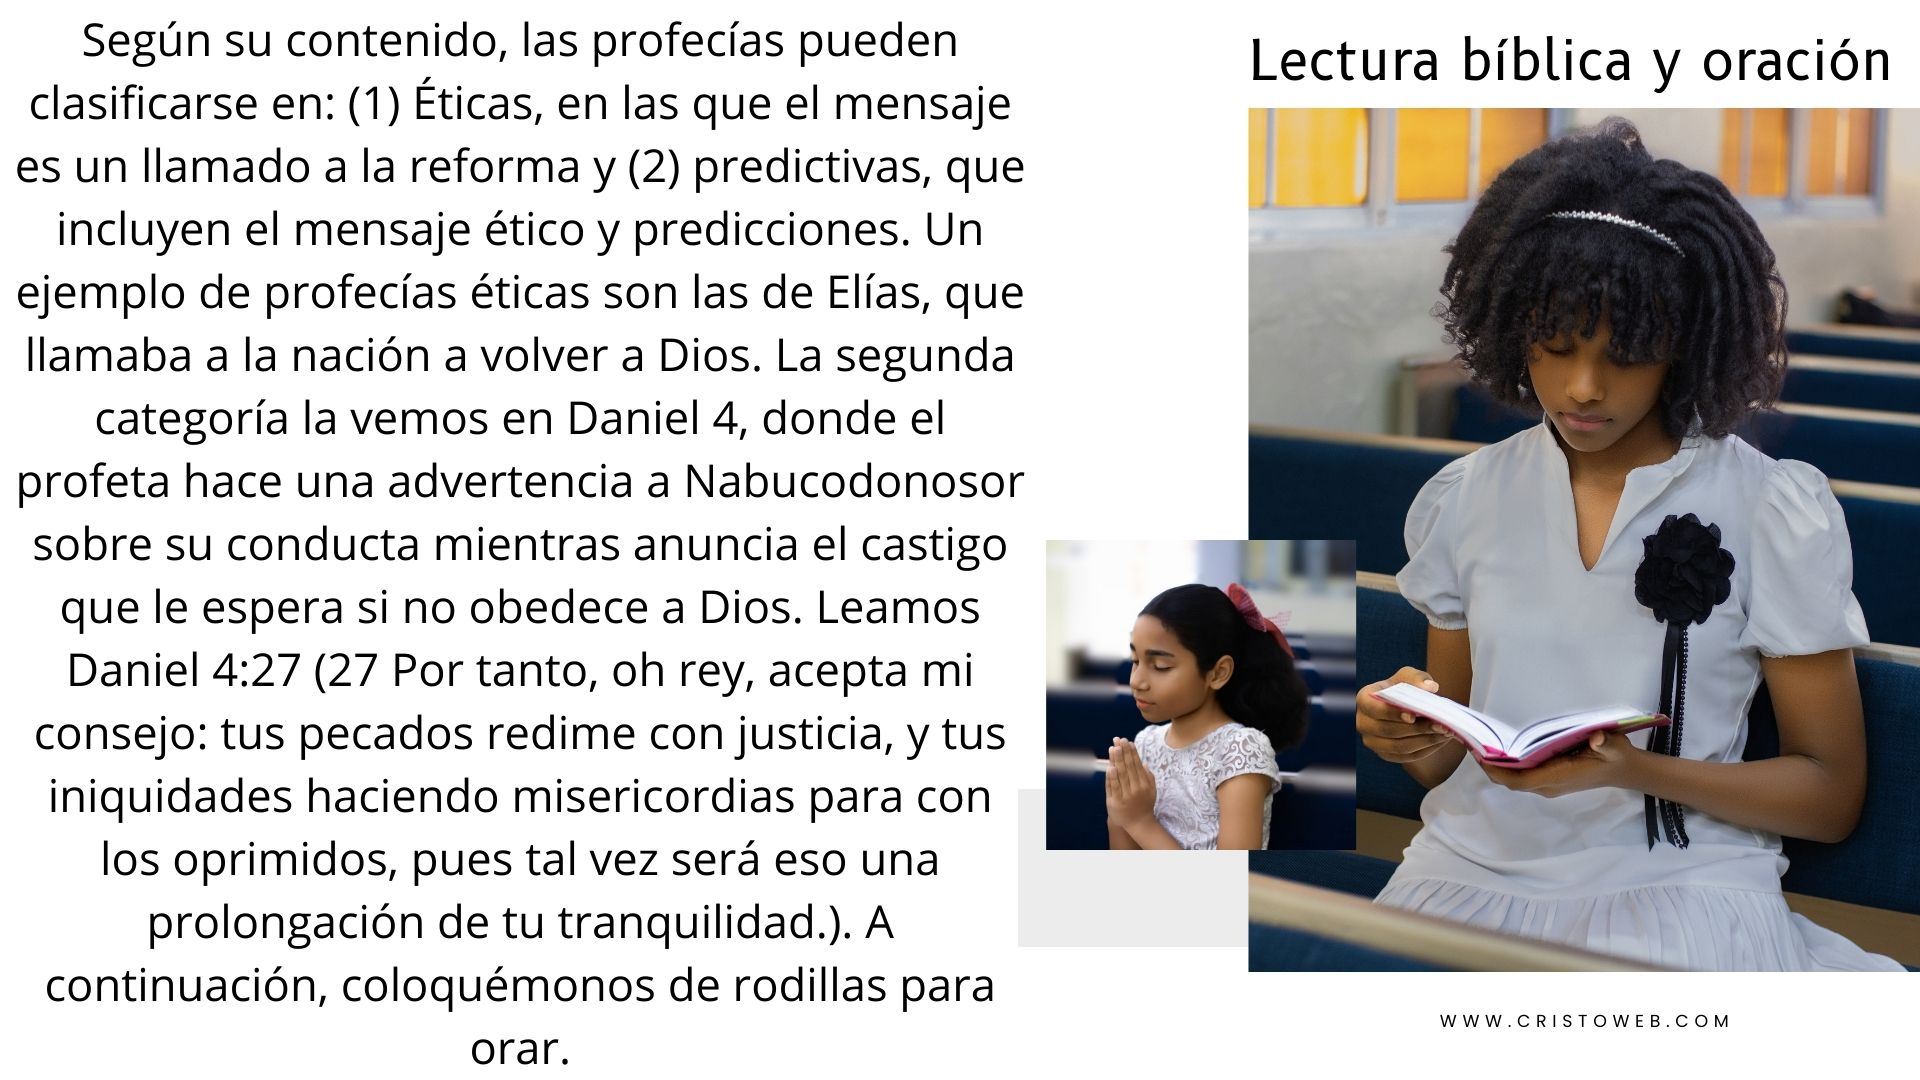 Según su contenido, las profecías pueden
clasificarse en: (1) Éticas, en las que el mensaje
es un llamado a la reforma y (2) predictivas, que
incluyen el mensaje ético y predicciones. Un
ejemplo de profecías éticas son las de Elías, que
llamaba a la nación a volver a Dios. La segunda
categoría la vemos en Daniel 4, donde el
profeta hace una advertencia a Nabucodonosor
sobre su conducta mientras anuncia el castigo
que le espera si no obedece a Dios. Leamos
Daniel 4:27 (27 Por tanto, oh rey, acepta mi
consejo: tus pecados redime con justicia, y tus
iniquidades haciendo misericordias para con
los oprimidos, pues tal vez será eso una
prolongación de tu tranquilidad.). A
continuación, coloquémonos de rodillas para
orar.
Lectura bíblica y oración
WWW.CRISTOWEB.COM